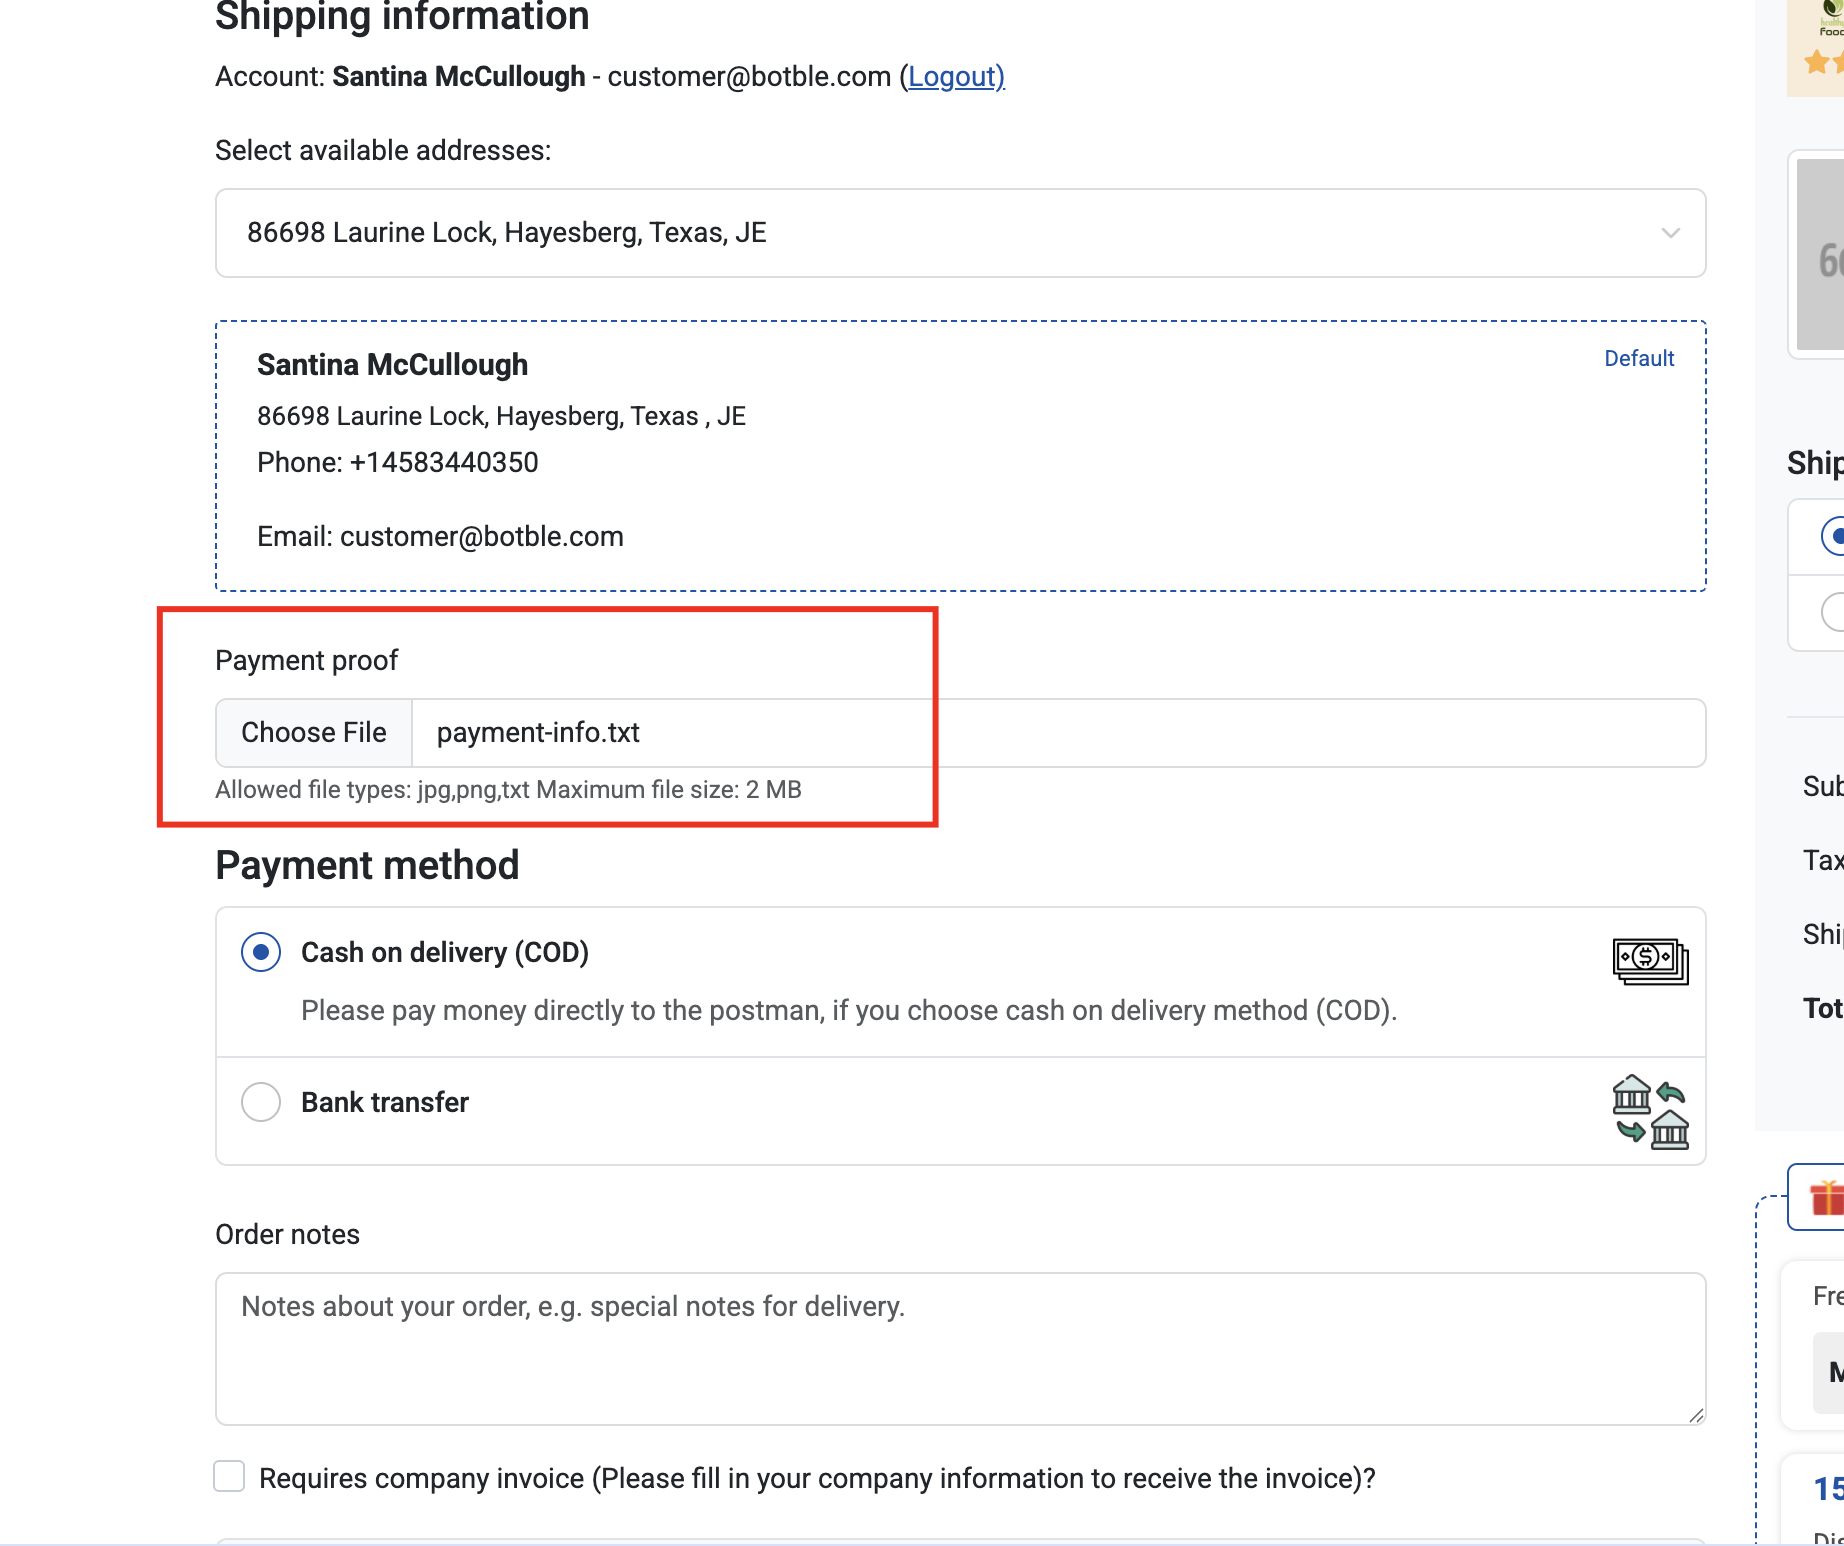 Shipping information
Account: Santina McCullough - customer@botble.com (Logout)
Select available addresses:
86698 Laurine Lock, Hayesberg, Texas, JE
Santina McCullough
Default
86698 Laurine Lock, Hayesberg, Texas , JE
Phone: +14583440350
Email: customer@botble.com
Payment proof
Choose File payment-info.txt
Allowed file types: jpg,png,txt Maximum file size: 2 MB
Payment method
Cash on delivery (COD)
Please pay money directly to the postman, if you choose cash on delivery method (COD).
Bank transfer
Order notes
Notes about your order, e.g. special notes for delivery.
Requires company invoice (Please fill in your company information to receive the invoice)?
Tax
15